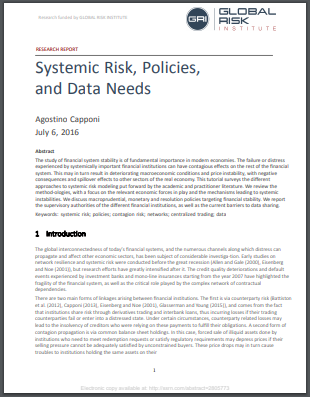 Research funded by GLOBAL RISK INSTITUTE
GRI
GLOBAL
RISK
INSTITUTE
RESEARCH REPORT
Systemic Risk, Policies,
and Data Needs
Agostino Capponi
July 6, 2016
Abstract
The study of financial system stability is of fundamental importance in modern economies. The failure or distress
experienced by systemically important financial institutions can have contagious effects on the rest of the financial
system. This may in turn result in deteriorating macroeconomic conditions and price instability, with negative
consequences and spillover effects to other sectors of the real economy. This tutorial surveys the different
approaches to systemic risk modeling put forward by the academic and practitioner literature. We review the
method-ologies, with a focus on the relevant economic forces in play and the mechanisms leading to systemic
instabilities. We discuss macroprudential, monetary and resolution policies targeting financial stability. We report
the supervisory authorities of the different financial institutions, as well as the current barriers to data sharing.
Keywords: systemic risk; policies; contagion risk; networks; centralised trading; data
1 Introduction
The global interconnectedness of today's financial systems, and the numerous channels along which distress can
propagate and affect other economic sectors, has been subject of considerable investiga-tion. Early studies on
network resilience and systemic risk were conducted before the great recession (Allen and Gale [2000], Eisenberg
and Noe [2001]), but research efforts have greatly intensified after it. The credit quality deteriorations and default
events experienced by investment banks and mono-line insurances starting from the year 2007 have highlighted the
fragility of the financial system, as well as the critical role played by the complex network of contractual
dependencies.
There are two main forms of linkages arising between financial institutions. The first is via counterparty risk (Battiston
et al. [2012], Capponi [2013], Eisenberg and Noe [2001], Glasserman and Young [2015]), and comes from the fact
that institutions share risk through derivatives trading and interbank loans, thus incurring losses if their trading
counterparties fail or enter into a distressed state. Under certain circumstances, counterparty related losses may
lead to the insolvency of creditors who were relying on these payments to fulfill their obligations. A second form of
contagion propagation is via common balance sheet holdings. In this case, forced sale of illiquid assets done by
institutions who need to meet redemption requests or satisfy regulatory requirements may depress prices if their
selling pressure cannot be adequately satisfied by unconstrained buyers. These price drops may in turn cause
troubles to institutions holding the same assets on their
1
Electronic copy available at: http://ssrn.com/abstract=